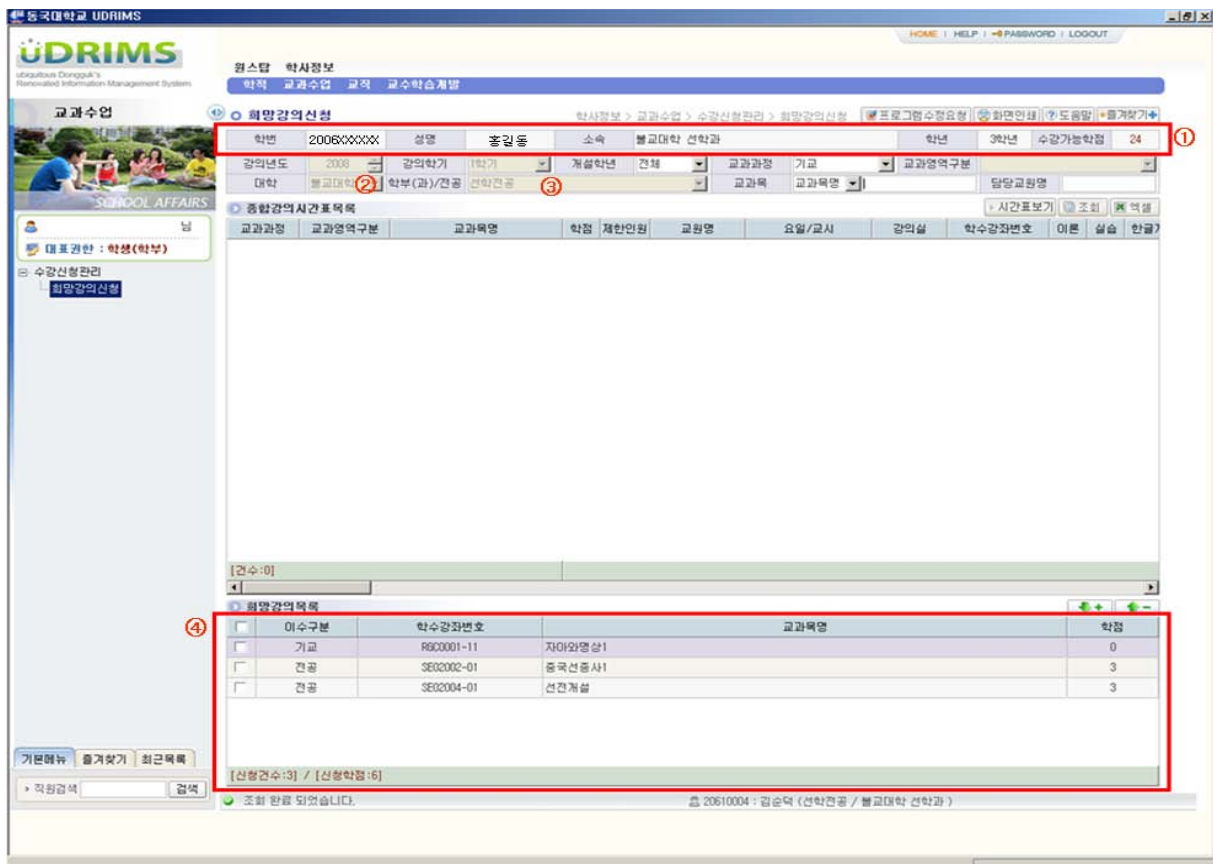 동국대학교 UDRIMS
HOME | HELP | PASSWORD | LOGOUT
UDRIMS
ubiquitous Dongguk's
Renovated Information Management System
원스탑 학사정보
학적 교과수업 교직 교수학습개발
교과수업
희망강의신청
학사정보 > 교과수업 > 수강신청관리 > 희망강의신청
프로그램수정요청 화면인쇄 도움말 즐겨찾기
학번 2006XXXXXX 성명 홍길동 소속 불교대학 선학과 학년 3학년 수강가능학점 24 ①
강의년도 2008 강의학기 1학기 개설학년 전체 교과과정 기교 교과영역구분
대학 불교대학 ② 학부(과)/전공 선학전공 ③ 교과목 교과목명 담당교원명
SCHOOL AFFAIRS
종합강의시간표목록 시간표보기 조회 엑셀
님
대표권한 : 학생(학부)
수강신청관리
희망강의신청
교과과정 교과영역구분 교과목명 학점 제한인원 교원명 요일/교시 강의실 학수강좌번호 이론 실습
[건수:0]
희망강의목록
④
이수구분 학수강좌번호 교과목명 학점
기교 RGC0001-11 자아와명상1 0
전공 SEO2002-01 중국선종사1 3
전공 SEO2004-01 선전개설 3
[신청건수:3] / [신청학점:6]
기본메뉴 즐겨찾기 최근목록
직원검색 검색
조회 완료 되었습니다.
20610004 : 김순덕 (선학전공 / 불교대학 선학과 )